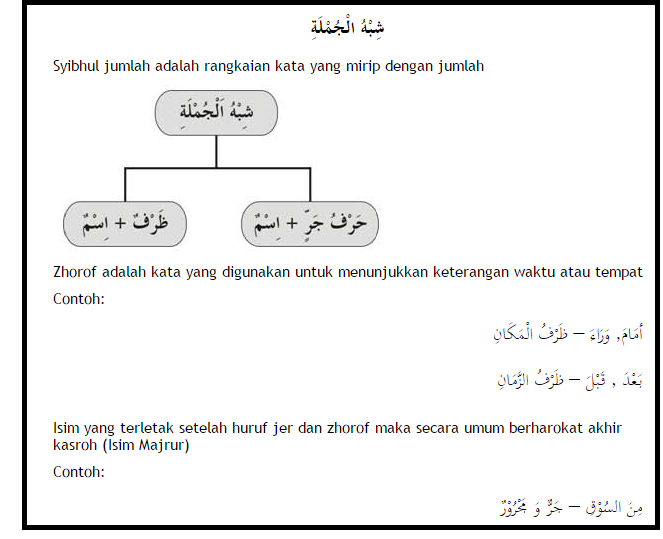 شِبْهُ الْجُمْلَةِ
Syibhul jumlah adalah rangkaian kata yang mirip dengan jumlah
شِبْهُ اَلْجُمْلَةِ
ظَرْفٌ + اِسْمٌ
حَرْفُ جَرٍّ + اِسْمٌ
Zhorof adalah kata yang digunakan untuk menunjukkan keterangan waktu atau tempat
Contoh:
أَمَامَ, وَرَاءَ – ظَرْفُ الْمَكَانِ
بَعْدَ , قَبْلَ – ظَرْفُ الزَّمَانِ
Isim yang terletak setelah huruf jer dan zhorof maka secara umum berharokat akhir
kasroh (Isim Majrur)
Contoh:
مِنَ السُوْقِ – جَرٌّ وَ مَجْرُوْرٌ